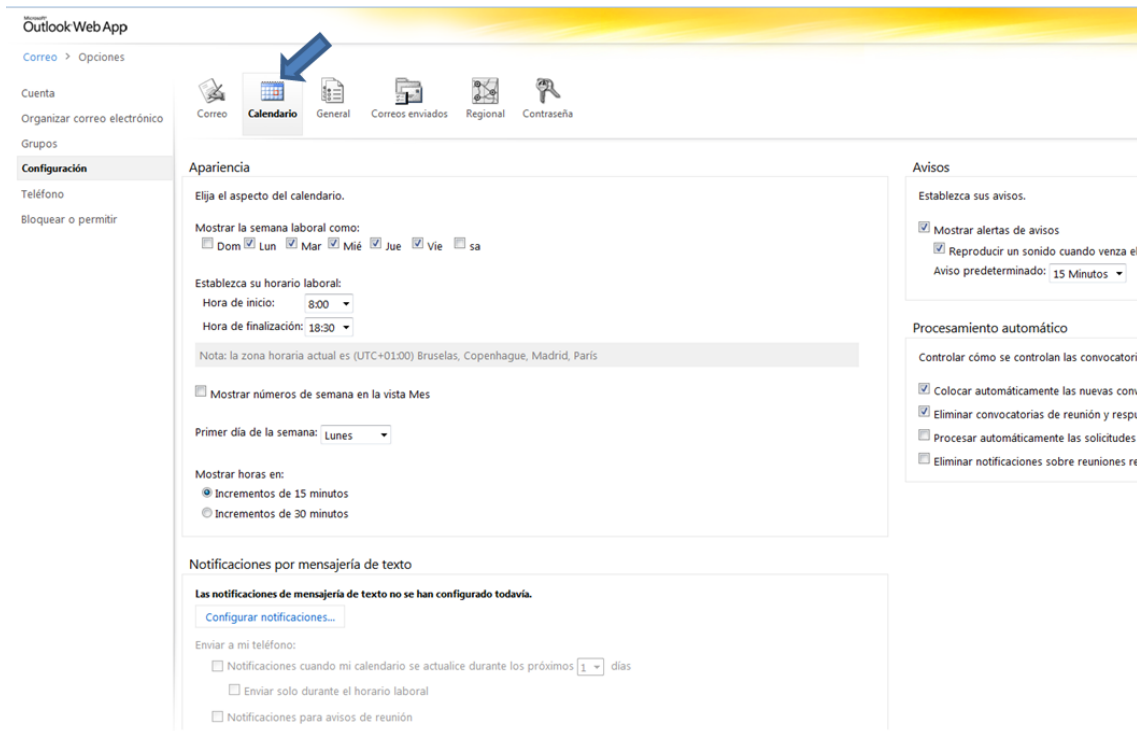 Microsoft®
Outlook Web App
Correo > Opciones
Cuenta
Organizar correo electrónico
Grupos
Configuración
Teléfono
Bloquear o permitir
Correo Calendario General Correos enviados Regional Contraseña
Apariencia
Elija el aspecto del calendario.
Mostrar la semana laboral como:
Dom Lun Mar Mié Jue Vie sa
Establezca su horario laboral:
Hora de inicio: 8:00
Hora de finalización: 18:30
Nota: la zona horaria actual es (UTC+01:00) Bruselas, Copenhague, Madrid, París
Mostrar números de semana en la vista Mes
Primer día de la semana: Lunes
Mostrar horas en:
Incrementos de 15 minutos
Incrementos de 30 minutos
Notificaciones por mensajería de texto
Las notificaciones de mensajería de texto no se han configurado todavía.
Configurar notificaciones...
Enviar a mi teléfono:
Notificaciones cuando mi calendario se actualice durante los próximos 1 días
Enviar solo durante el horario laboral
Notificaciones para avisos de reunión
Avisos
Establezca sus avisos.
Mostrar alertas de avisos
Reproducir un sonido cuando venza el
Aviso predeterminado: 15 Minutos
Procesamiento automático
Controlar cómo se controlan las convocatori
Colocar automáticamente las nuevas conv
Eliminar convocatorias de reunión y respu
Procesar automáticamente las solicitudes
Eliminar notificaciones sobre reuniones re